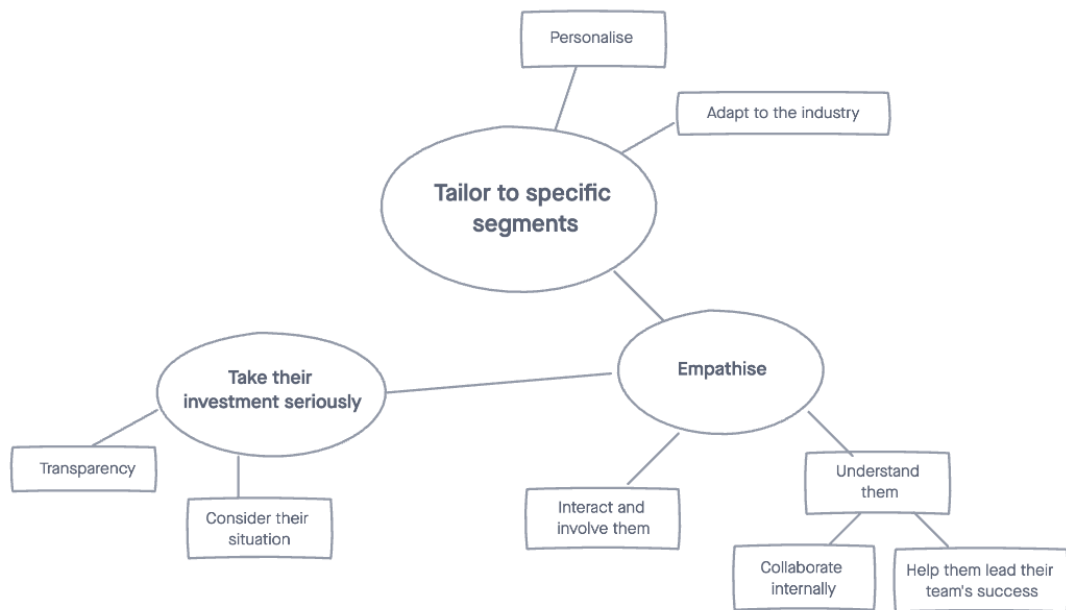 Personalise
Adapt to the industry
Tailor to specific
segments
Take their
investment seriously
Empathise
Transparency
Consider their
situation
Interact and
involve them
Understand
them
Collaborate
internally
Help them lead their
team's success